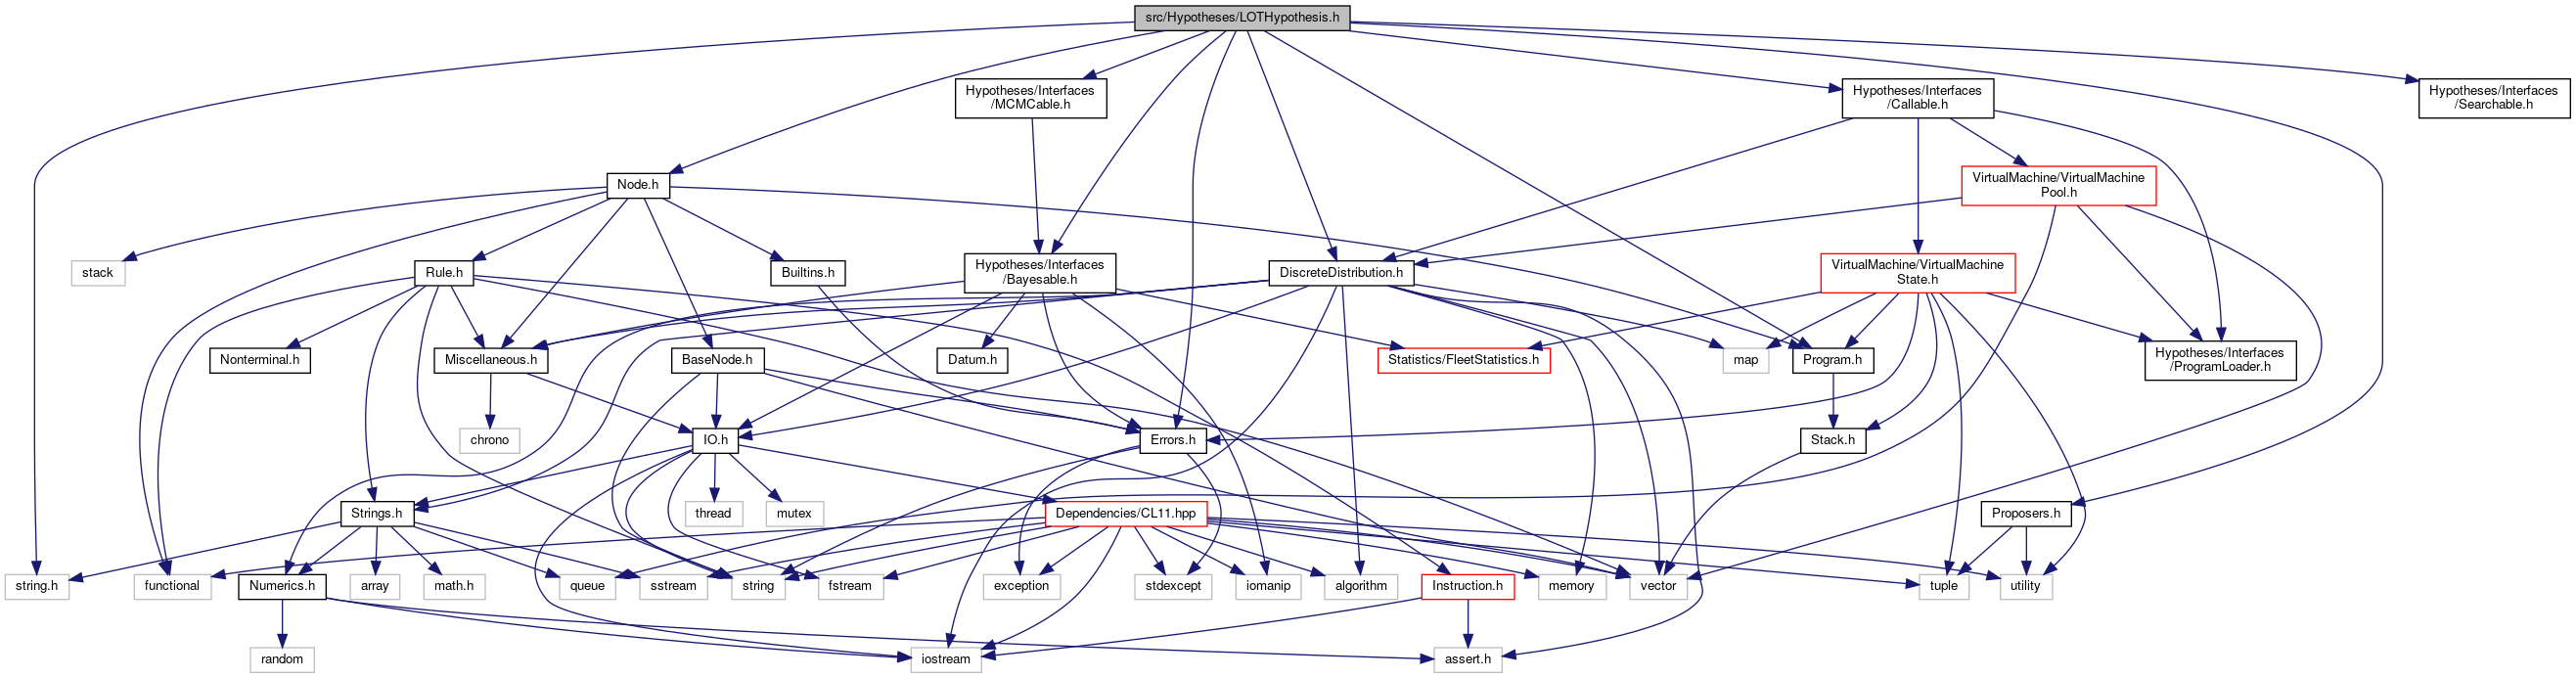 src/Hypotheses/LOTHypothesis.h
Hypotheses/Interfaces
/MCMCable.h
Hypotheses/Interfaces
/Callable.h
Hypotheses/Interfaces
/Searchable.h
Node.h
VirtualMachine/VirtualMachine
Pool.h
stack
Rule.h
Builtins.h
Hypotheses/Interfaces
/Bayesable.h
DiscreteDistribution.h
VirtualMachine/VirtualMachine
State.h
Nonterminal.h
Miscellaneous.h
BaseNode.h
Datum.h
Statistics/FleetStatistics.h
map
Program.h
Hypotheses/Interfaces
/ProgramLoader.h
chrono
IO.h
Errors.h
Stack.h
Strings.h
thread
mutex
Dependencies/CL11.hpp
Proposers.h
string.h
functional
Numerics.h
array
math.h
queue
sstream
string
fstream
exception
stdexcept
iomanip
algorithm
Instruction.h
memory
vector
tuple
utility
random
iostream
assert.h